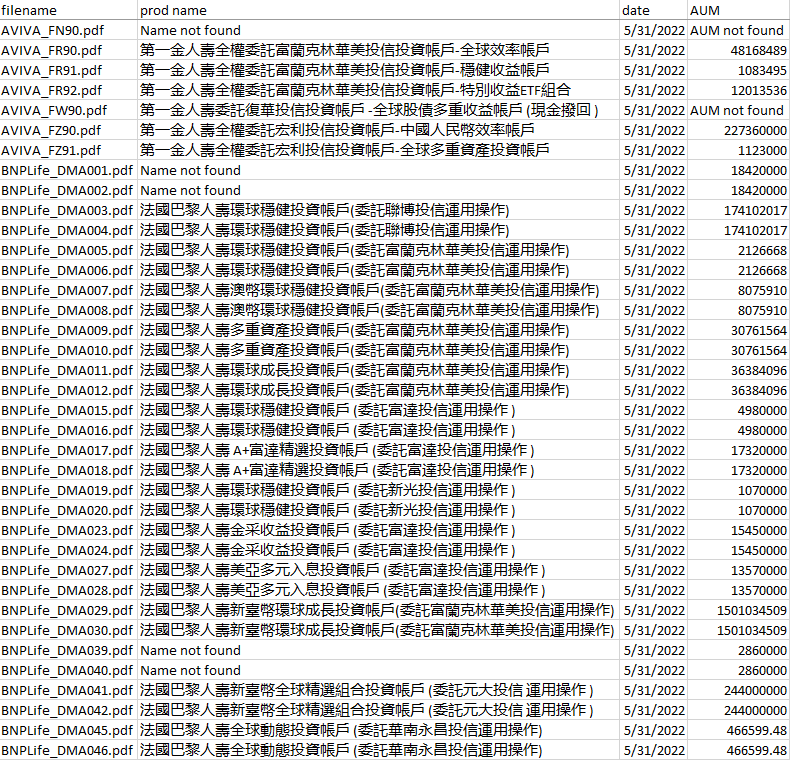 filename prod name date AUM
AVIVA_FN90.pdf Name not found 5/31/2022 AUM not found
AVIVA_FR90.pdf 第一金人壽全權委託富蘭克林華美投信投資帳戶-全球效率帳戶 5/31/2022 48168489
AVIVA_FR91.pdf 第一金人壽全權委託富蘭克林華美投信投資帳戶-穩健收益帳戶 5/31/2022 1083495
AVIVA_FR92.pdf 第一金人壽全權委託富蘭克林華美投信投資帳戶-特別收益ETF組合 5/31/2022 12013536
AVIVA_FW90.pdf 第一金人壽委託復華投信投資帳戶 -全球股債多重收益帳戶 (現金撥回 ) 5/31/2022 AUM not found
AVIVA_FZ90.pdf 第一金人壽全權委託宏利投信投資帳戶-中國人民幣效率帳戶 5/31/2022 227360000
AVIVA_FZ91.pdf 第一金人壽全權委託宏利投信投資帳戶-全球多重資產投資帳戶 5/31/2022 1123000
BNPLife_DMA001.pdf Name not found 5/31/2022 18420000
BNPLife_DMA002.pdf Name not found 5/31/2022 18420000
BNPLife_DMA003.pdf 法國巴黎人壽環球穩健投資帳戶(委託聯博投信運用操作) 5/31/2022 174102017
BNPLife_DMA004.pdf 法國巴黎人壽環球穩健投資帳戶(委託聯博投信運用操作) 5/31/2022 174102017
BNPLife_DMA005.pdf 法國巴黎人壽環球穩健投資帳戶(委託富蘭克林華美投信運用操作) 5/31/2022 2126668
BNPLife_DMA006.pdf 法國巴黎人壽環球穩健投資帳戶(委託富蘭克林華美投信運用操作) 5/31/2022 2126668
BNPLife_DMA007.pdf 法國巴黎人壽澳幣環球穩健投資帳戶(委託富蘭克林華美投信運用操作) 5/31/2022 8075910
BNPLife_DMA008.pdf 法國巴黎人壽澳幣環球穩健投資帳戶(委託富蘭克林華美投信運用操作) 5/31/2022 8075910
BNPLife_DMA009.pdf 法國巴黎人壽多重資產投資帳戶(委託富蘭克林華美投信運用操作) 5/31/2022 30761564
BNPLife_DMA010.pdf 法國巴黎人壽多重資產投資帳戶(委託富蘭克林華美投信運用操作) 5/31/2022 30761564
BNPLife_DMA011.pdf 法國巴黎人壽環球成長投資帳戶(委託富蘭克林華美投信運用操作) 5/31/2022 36384096
BNPLife_DMA012.pdf 法國巴黎人壽環球成長投資帳戶(委託富蘭克林華美投信運用操作) 5/31/2022 36384096
BNPLife_DMA015.pdf 法國巴黎人壽環球穩健投資帳戶 (委託富達投信運用操作 ) 5/31/2022 4980000
BNPLife_DMA016.pdf 法國巴黎人壽環球穩健投資帳戶 (委託富達投信運用操作 ) 5/31/2022 4980000
BNPLife_DMA017.pdf 法國巴黎人壽 A+富達精選投資帳戶 (委託富達投信運用操作 ) 5/31/2022 17320000
BNPLife_DMA018.pdf 法國巴黎人壽 A+富達精選投資帳戶 (委託富達投信運用操作 ) 5/31/2022 17320000
BNPLife_DMA019.pdf 法國巴黎人壽環球穩健投資帳戶 (委託新光投信運用操作 ) 5/31/2022 1070000
BNPLife_DMA020.pdf 法國巴黎人壽環球穩健投資帳戶 (委託新光投信運用操作 ) 5/31/2022 1070000
BNPLife_DMA023.pdf 法國巴黎人壽金采收益投資帳戶 (委託富達投信運用操作 ) 5/31/2022 15450000
BNPLife_DMA024.pdf 法國巴黎人壽金采收益投資帳戶 (委託富達投信運用操作 ) 5/31/2022 15450000
BNPLife_DMA027.pdf 法國巴黎人壽美亞多元入息投資帳戶 (委託富達投信運用操作 ) 5/31/2022 13570000
BNPLife_DMA028.pdf 法國巴黎人壽美亞多元入息投資帳戶 (委託富達投信運用操作 ) 5/31/2022 13570000
BNPLife_DMA029.pdf 法國巴黎人壽新臺幣環球成長投資帳戶(委託富蘭克林華美投信運用操作) 5/31/2022 1501034509
BNPLife_DMA030.pdf 法國巴黎人壽新臺幣環球成長投資帳戶(委託富蘭克林華美投信運用操作) 5/31/2022 1501034509
BNPLife_DMA039.pdf Name not found 5/31/2022 2860000
BNPLife_DMA040.pdf Name not found 5/31/2022 2860000
BNPLife_DMA041.pdf 法國巴黎人壽新臺幣全球精選組合投資帳戶 (委託元大投信 運用操作 ) 5/31/2022 244000000
BNPLife_DMA042.pdf 法國巴黎人壽新臺幣全球精選組合投資帳戶 (委託元大投信 運用操作 ) 5/31/2022 244000000
BNPLife_DMA045.pdf 法國巴黎人壽全球動態投資帳戶 (委託華南永昌投信運用操作) 5/31/2022 466599.48
BNPLife_DMA046.pdf 法國巴黎人壽全球動態投資帳戶 (委託華南永昌投信運用操作) 5/31/2022 466599.48